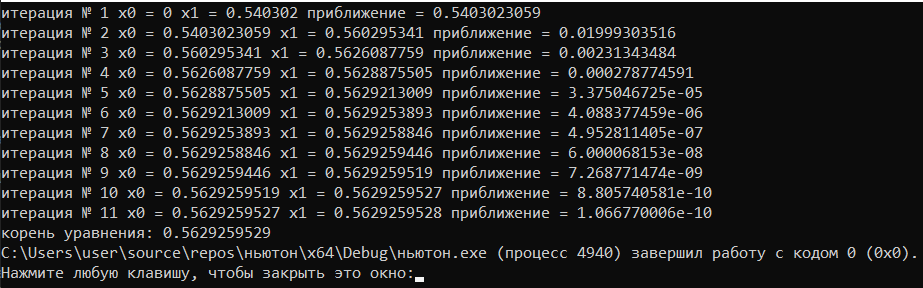 итерация № 1 x0 = 0 x1 = 0.540302 приближение = 0.5403023059
итерация № 2 x0 = 0.5403023059 x1 = 0.560295341 приближение = 0.01999303516
итерация № 3 x0 = 0.560295341 x1 = 0.5626087759 приближение = 0.00231343484
итерация № 4 x0 = 0.5626087759 x1 = 0.5628875505 приближение = 0.000278774591
итерация № 5 x0 = 0.5628875505 x1 = 0.5629213009 приближение = 3.375046725e-05
итерация № 6 x0 = 0.5629213009 x1 = 0.5629253893 приближение = 4.088377459e-06
итерация № 7 x0 = 0.5629253893 x1 = 0.5629258846 приближение = 4.952811405e-07
итерация № 8 x0 = 0.5629258846 x1 = 0.5629259446 приближение = 6.000068153e-08
итерация № 9 x0 = 0.5629259446 x1 = 0.5629259519 приближение = 7.268771474e-09
итерация № 10 x0 = 0.5629259519 x1 = 0.5629259527 приближение = 8.805740581e-10
итерация № 11 x0 = 0.5629259527 x1 = 0.5629259528 приближение = 1.066770006e-10
корень уравнения: 0.5629259529
C:\Users\user\source\repos\ньютон\x64\Debug\ньютон.exe (процесс 4940) завершил работу с кодом 0 (0x0).
Нажмите любую клавишу, чтобы закрыть это окно: